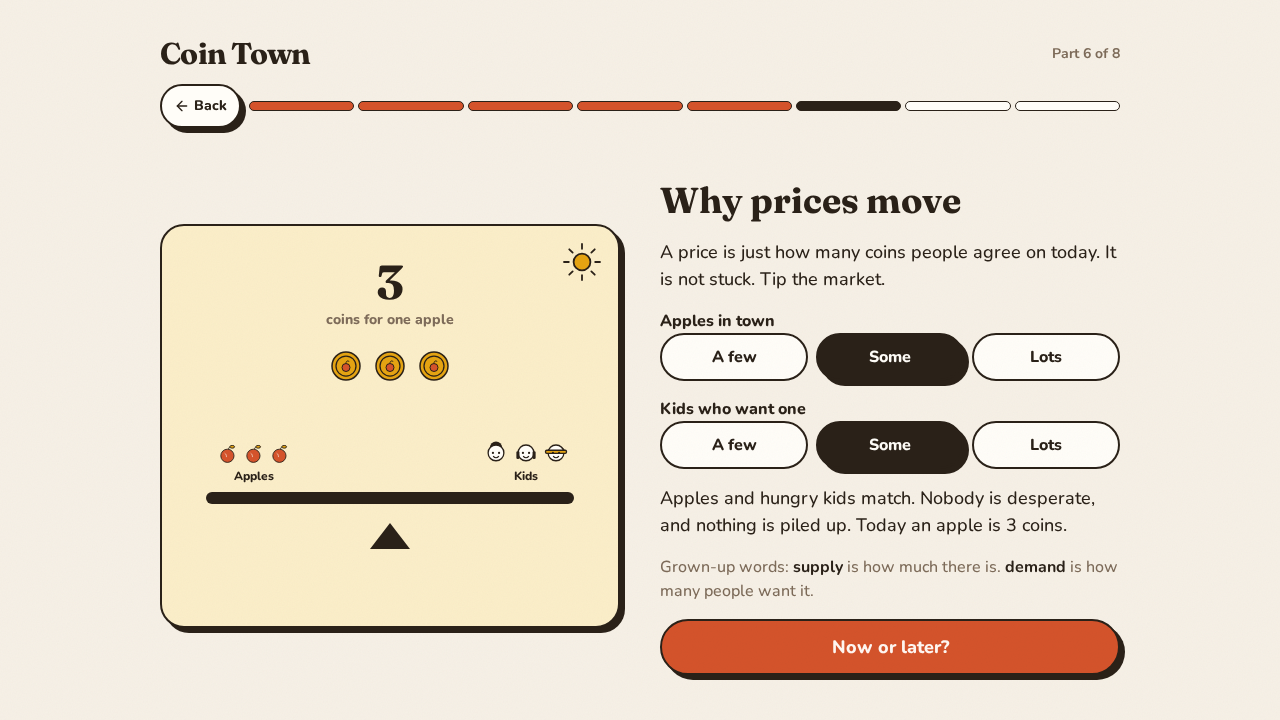 Coin Town
Part 6 of 8
← Back
3
coins for one apple
Apples
Kids
Why prices move
A price is just how many coins people agree on today. It
is not stuck. Tip the market.
Apples in town
A few
Some
Lots
Kids who want one
A few
Some
Lots
Apples and hungry kids match. Nobody is desperate,
and nothing is piled up. Today an apple is 3 coins.
Grown-up words: supply is how much there is. demand is how
many people want it.
Now or later?